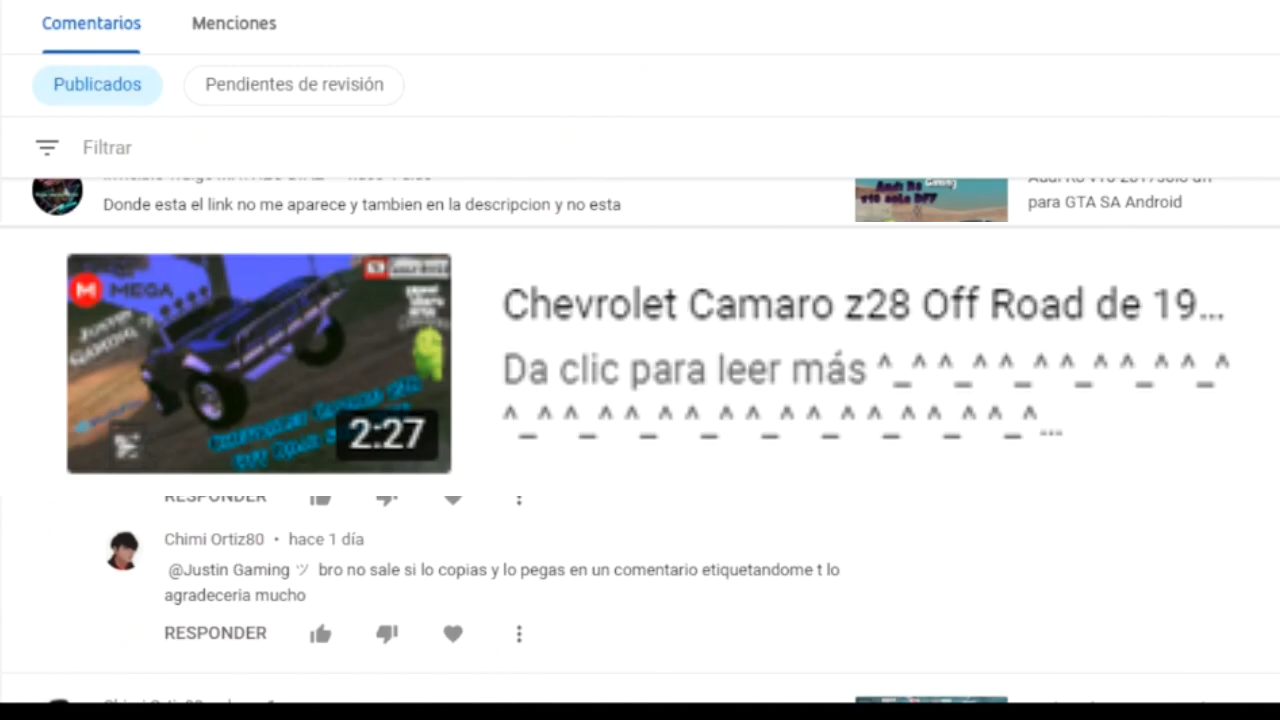 Comentarios
Menciones
Publicados
Pendientes de revisión
Filtrar
Donde esta el link no me aparece y tambien en la descripcion y no esta
para GTA SA Android
MEGA
JUSTIN
GAMING
2:27
Chevrolet Camaro z28 Off Road de 19...
Da clic para leer más ^_^ ^_^ ^_^ ^_^ ^_^ ^_^
^_^ ^_^ ^_^ ^_^ ^_^ ^_^ ^_^ ^_^ ^_^...
RESPONDER
Chimi Ortiz80 • hace 1 día
@Justin Gaming ツ bro no sale si lo copias y lo pegas en un comentario etiquetandome t lo
agradeceria mucho
RESPONDER